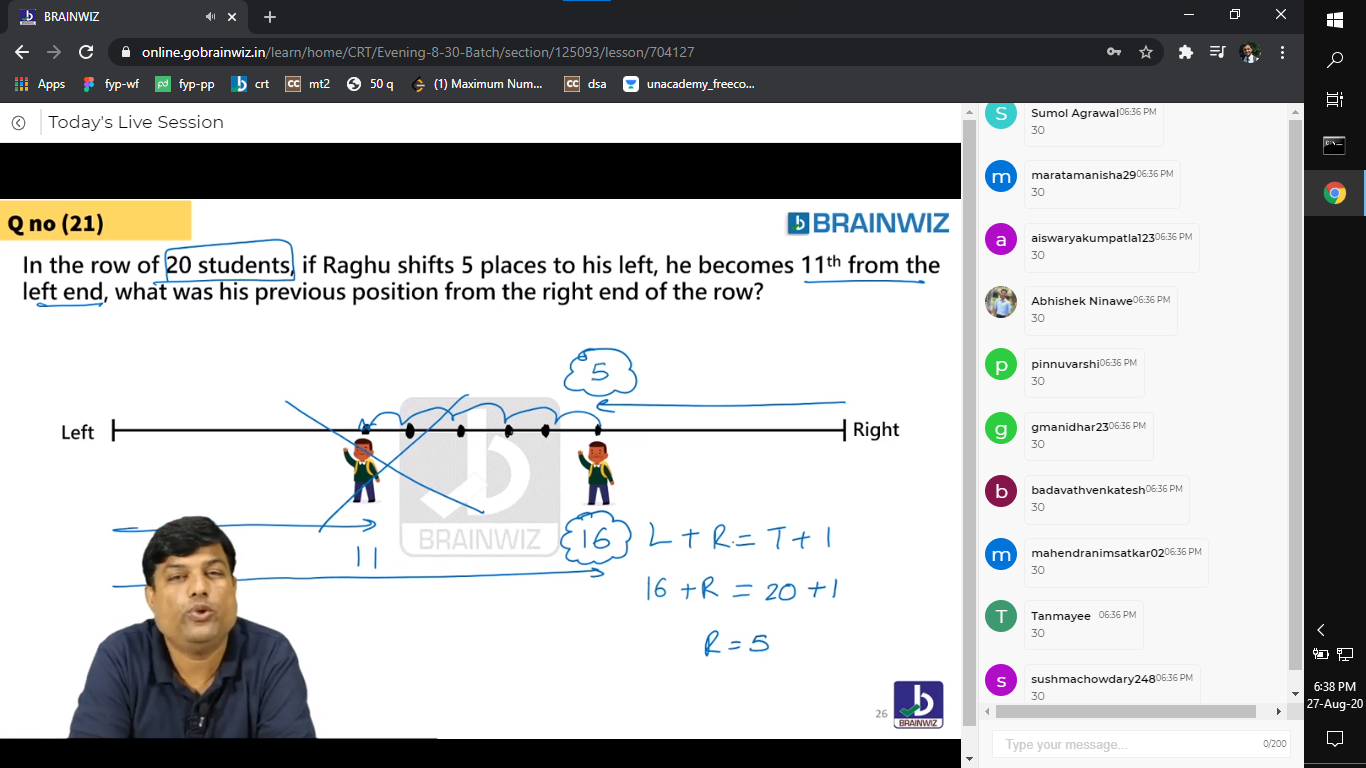 BRAINWIZ
online.gobrainwiz.in/learn/home/CRT/Evening-8-30-Batch/section/125093/lesson/704127
Apps fyp-wf pd fyp-pp crt CC mt2 50 q (1) Maximum Num... CC dsa unacademy_freeco...
Today's Live Session
Q no (21)
BRAINWIZ
In the row of 20 students, if Raghu shifts 5 places to his left, he becomes 11th from the
left end, what was his previous position from the right end of the row?
5
Left
Right
BRAINWIZ
11
16
L + R = T + 1
16 + R = 20 + 1
R = 5
26
BRAINWIZ
S Sumol Agrawal 06:36 PM
30
m maratamanisha29 06:36 PM
30
a aiswaryakumpatla123 06:36 PM
30
Abhishek Ninawe 06:36 PM
30
p pinnuvarshi 06:36 PM
30
g gmanidhar23 06:36 PM
30
b badavathvenkatesh 06:36 PM
30
m mahendranimsatkar02 06:36 PM
30
T Tanmayee 06:36 PM
30
s sushmachowdary248 06:36 PM
30
Type your message... 0/200
6:38 PM
27-Aug-20